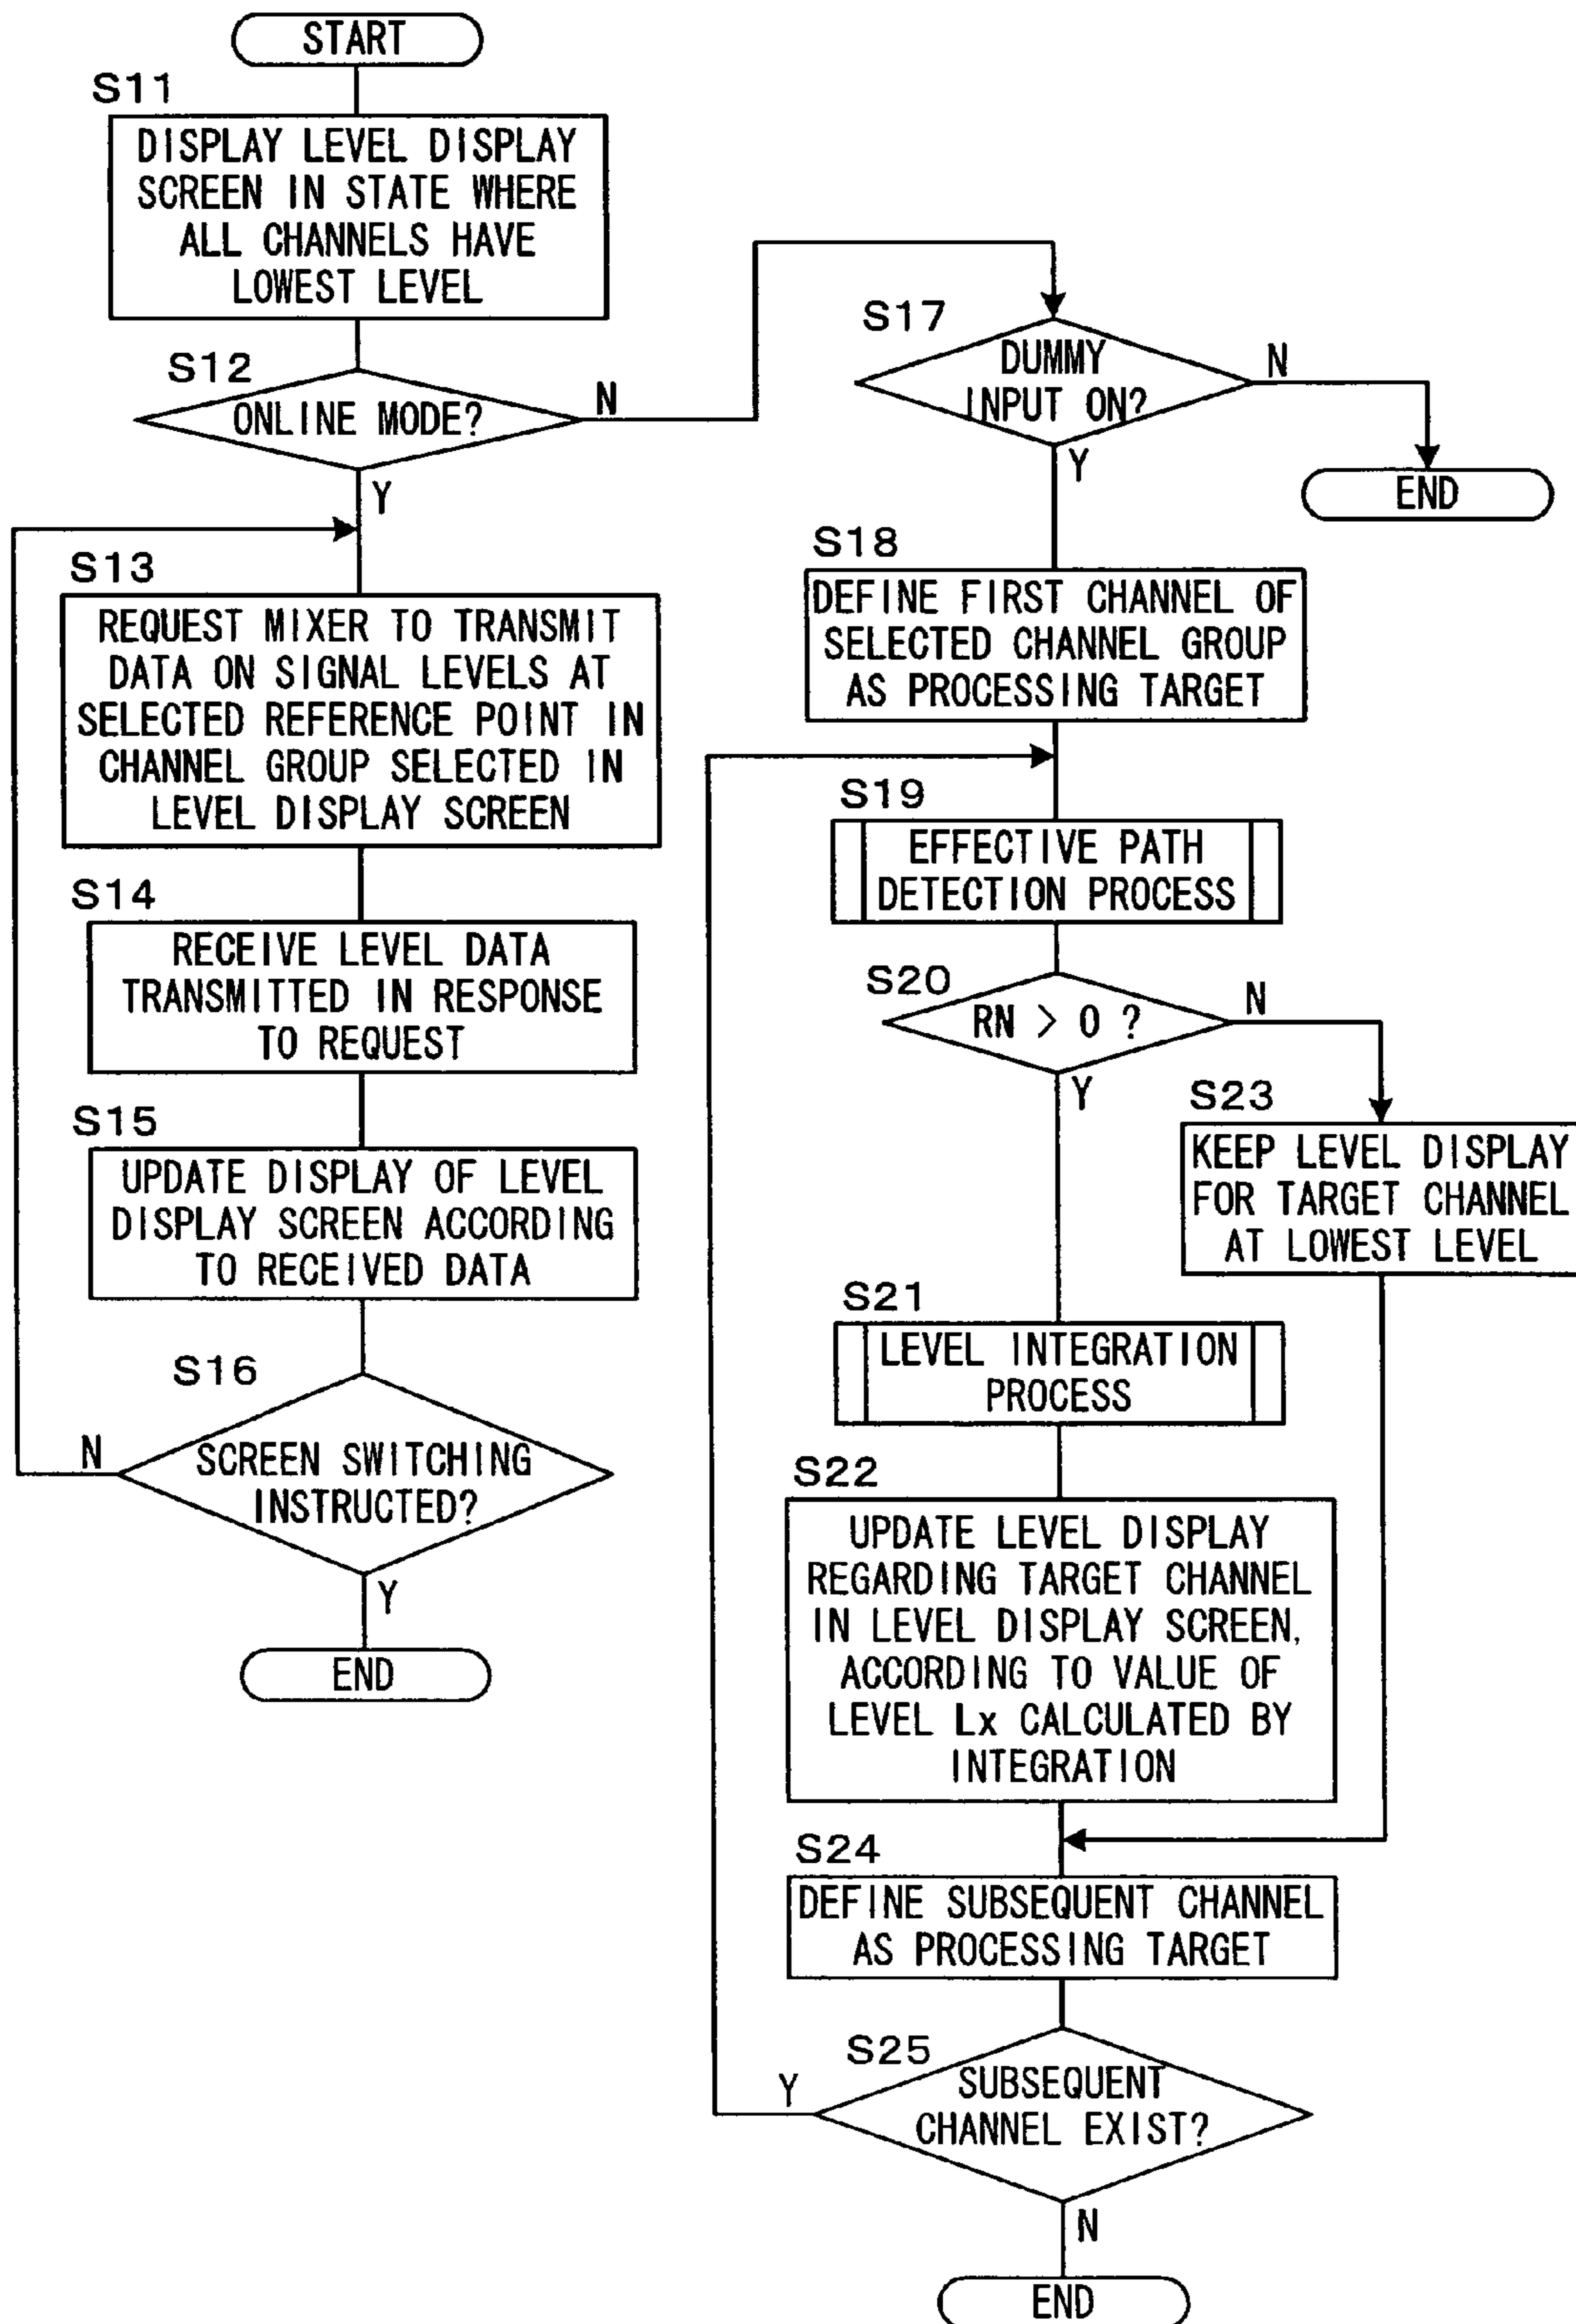 START
S11
DISPLAY LEVEL DISPLAY
SCREEN IN STATE WHERE
ALL CHANNELS HAVE
LOWEST LEVEL
S12
ONLINE MODE?
N
Y
S13
REQUEST MIXER TO TRANSMIT
DATA ON SIGNAL LEVELS AT
SELECTED REFERENCE POINT IN
CHANNEL GROUP SELECTED IN
LEVEL DISPLAY SCREEN
S14
RECEIVE LEVEL DATA
TRANSMITTED IN RESPONSE
TO REQUEST
S15
UPDATE DISPLAY OF LEVEL
DISPLAY SCREEN ACCORDING
TO RECEIVED DATA
S16
N
SCREEN SWITCHING
INSTRUCTED?
Y
END
S17
DUMMY
INPUT ON?
N
Y
END
S18
DEFINE FIRST CHANNEL OF
SELECTED CHANNEL GROUP
AS PROCESSING TARGET
S19
EFFECTIVE PATH
DETECTION PROCESS
S20
RN > 0 ?
N
Y
S23
KEEP LEVEL DISPLAY
FOR TARGET CHANNEL
AT LOWEST LEVEL
S21
LEVEL INTEGRATION
PROCESS
S22
UPDATE LEVEL DISPLAY
REGARDING TARGET CHANNEL
IN LEVEL DISPLAY SCREEN,
ACCORDING TO VALUE OF
LEVEL Lx CALCULATED BY
INTEGRATION
S24
DEFINE SUBSEQUENT CHANNEL
AS PROCESSING TARGET
S25
Y
SUBSEQUENT
CHANNEL EXIST?
N
END